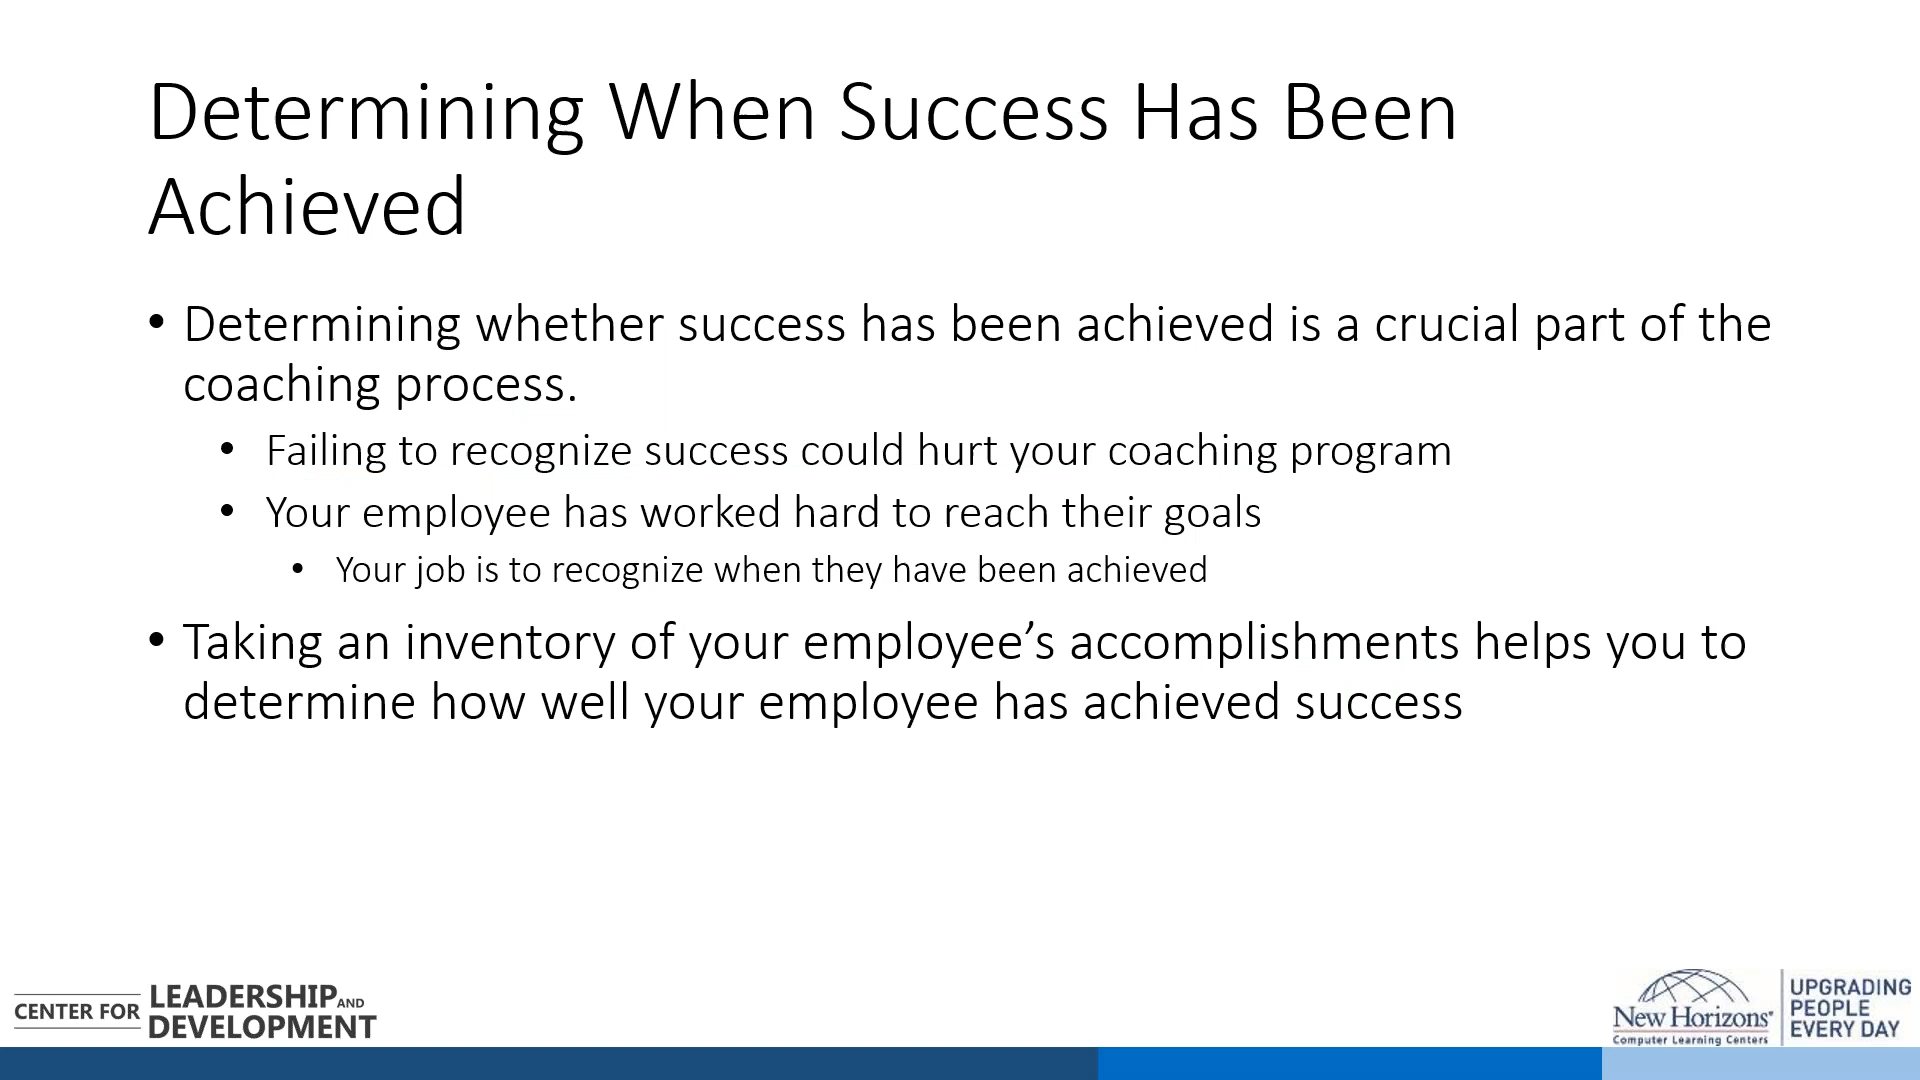 Determining When Success Has Been
Achieved
• Determining whether success has been achieved is a crucial part of the
coaching process.
• Failing to recognize success could hurt your coaching program
• Your employee has worked hard to reach their goals
• Your job is to recognize when they have been achieved
• Taking an inventory of your employee’s accomplishments helps you to
determine how well your employee has achieved success
CENTER FOR LEADERSHIP AND
DEVELOPMENT
New Horizons®
Computer Learning Centers
UPGRADING
PEOPLE
EVERY DAY